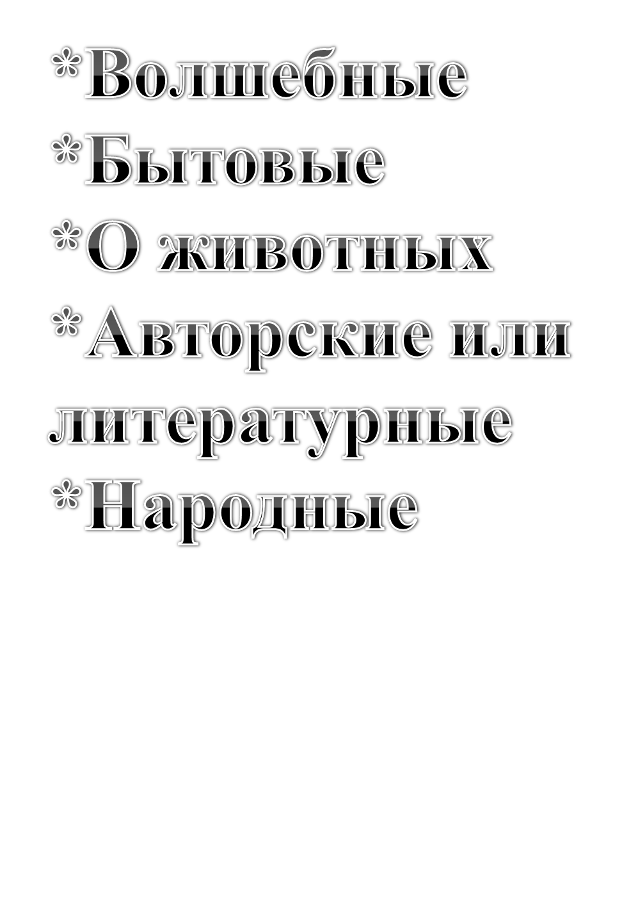 *Волшебные
*Бытовые
*О животных
*Авторские или
литературные
*Народные